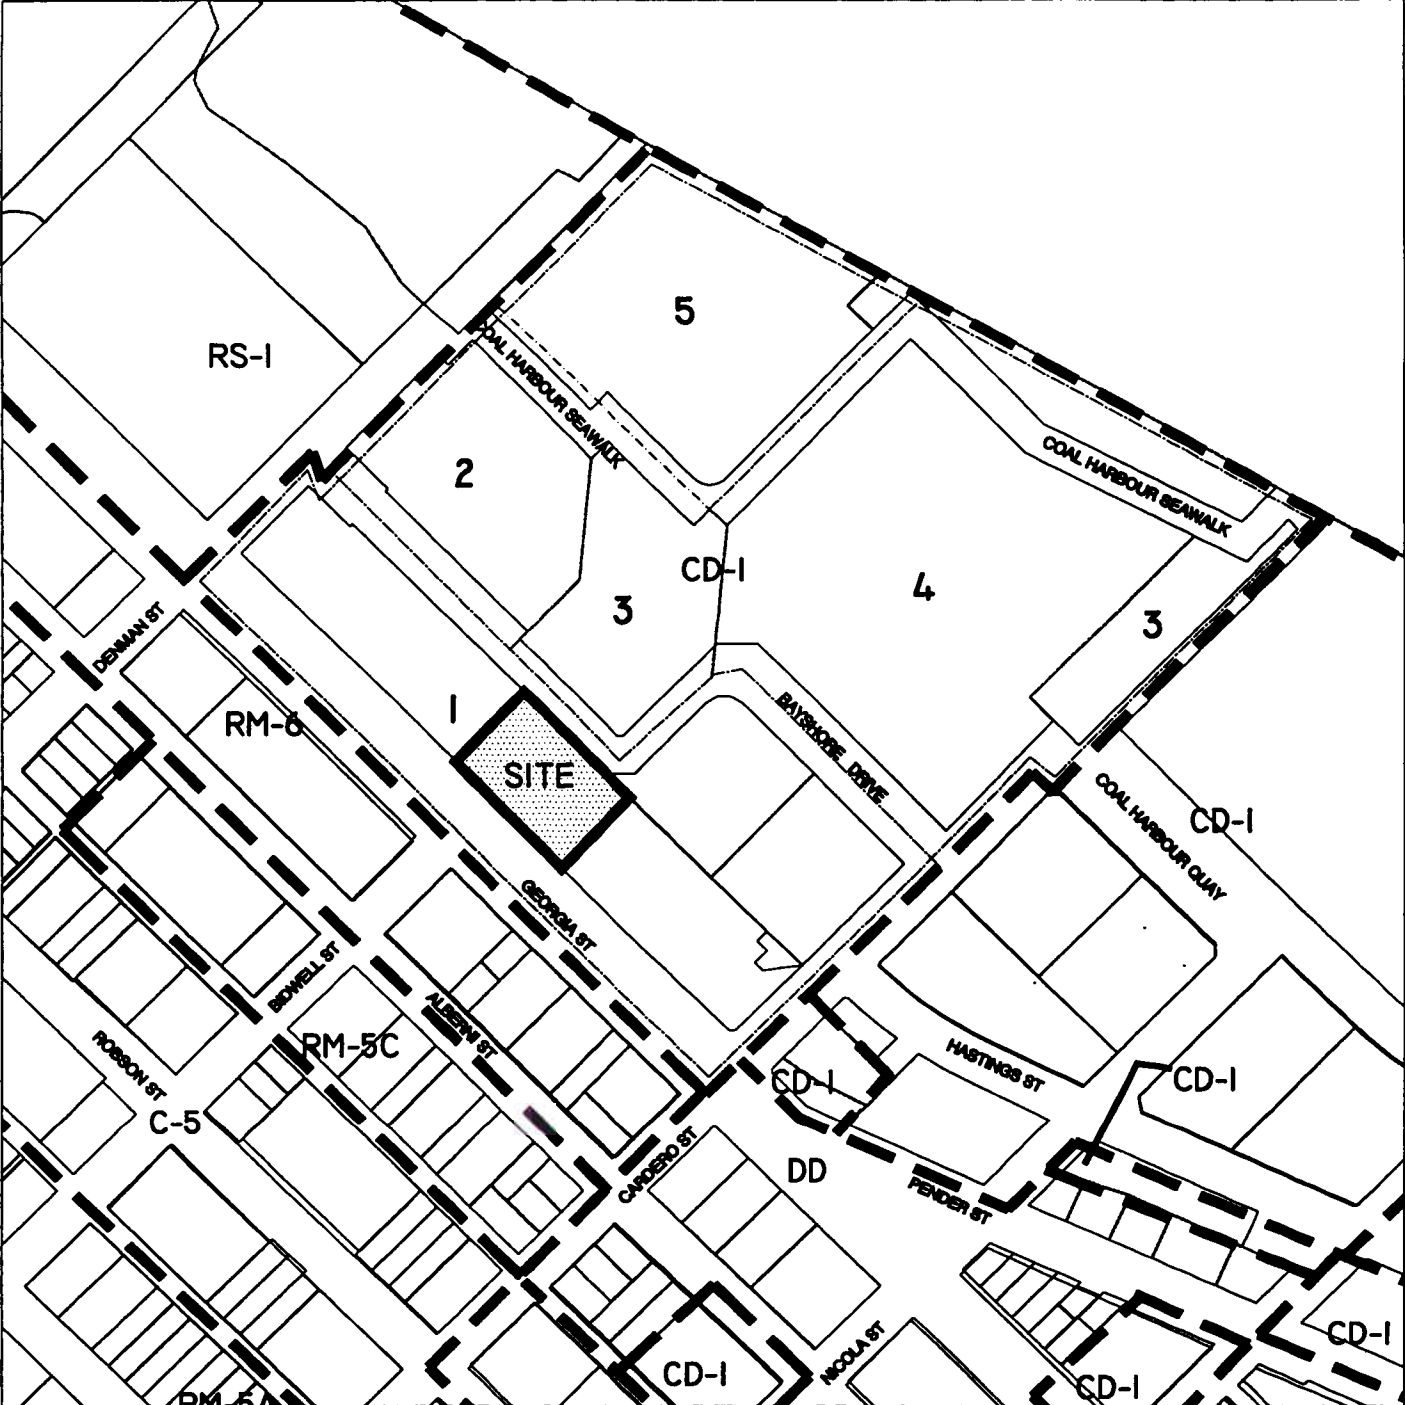 5
RS-1
COAL HARBOUR SEAWALK
COAL HARBOUR SEAWALK
2
CD-1
4
3
3
DENMAN ST
1
RM-6
BAYSHORE DRIVE
SITE
COAL HARBOUR QUAY
CD-1
GEORGIA ST
BIDWELL ST
ALBERNI ST
RM-5C
ROBSON ST
HASTINGS ST
CD-1
CD-1
C-5
CARDERO ST
DD
PENDER ST
NICOLA ST
CD-1
CD-1
CD-1
RM-5A